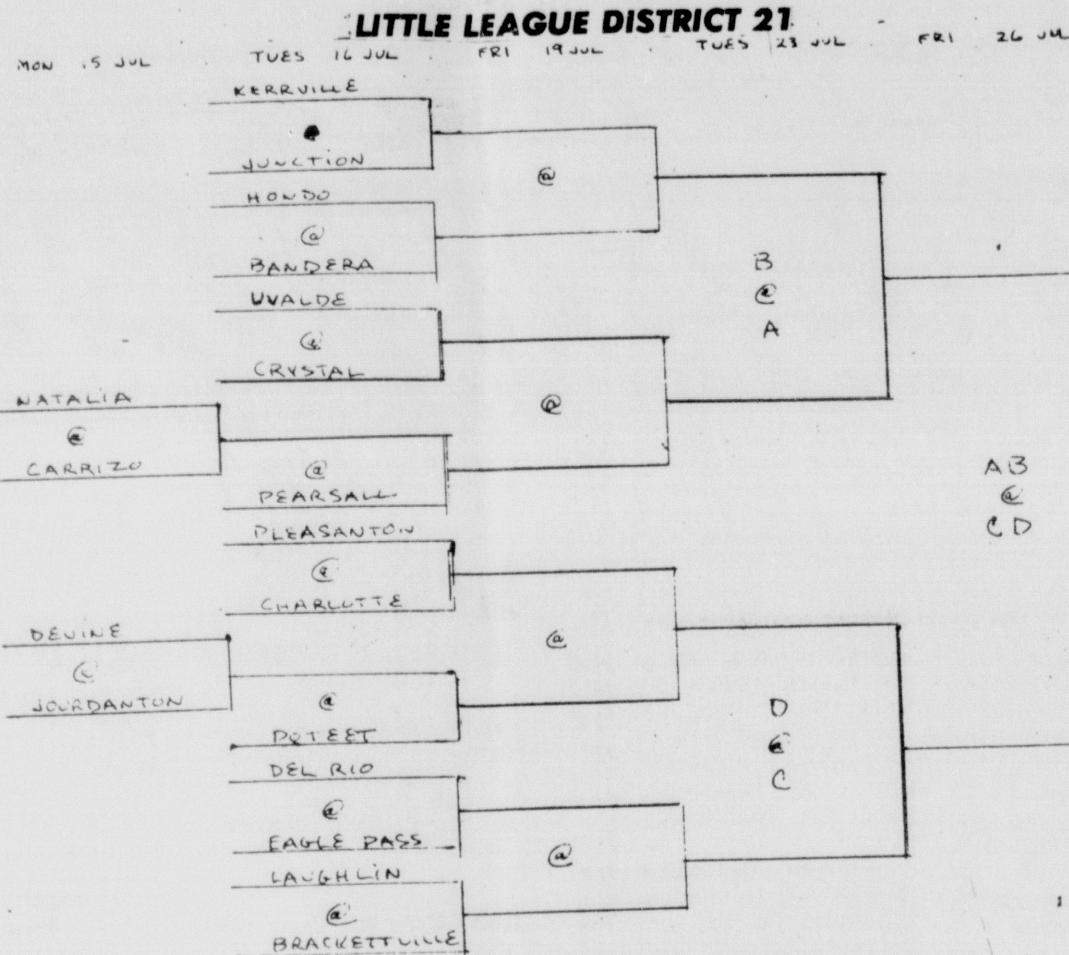 LITTLE LEAGUE DISTRICT 21
MON 5 JUL TUES 16 JUL FRI 19 JUL TUES 23 JUL FRI 26 JUL
KERRVILLE
JUNCTION
@
HONDO
@
BANDERA
B
@
A
UVALDE
@
CRYSTAL
NATALIA
@
CARRIZO
@
@
PEARSALL
AB
@
CD
PLEASANTON
@
CHARLOTTE
DEVINE
@
JOURDANTON
@
@
POTEET
D
@
C
DEL RIO
@
EAGLE PASS
@
LAUGHLIN
@
BRACKETTVILLE